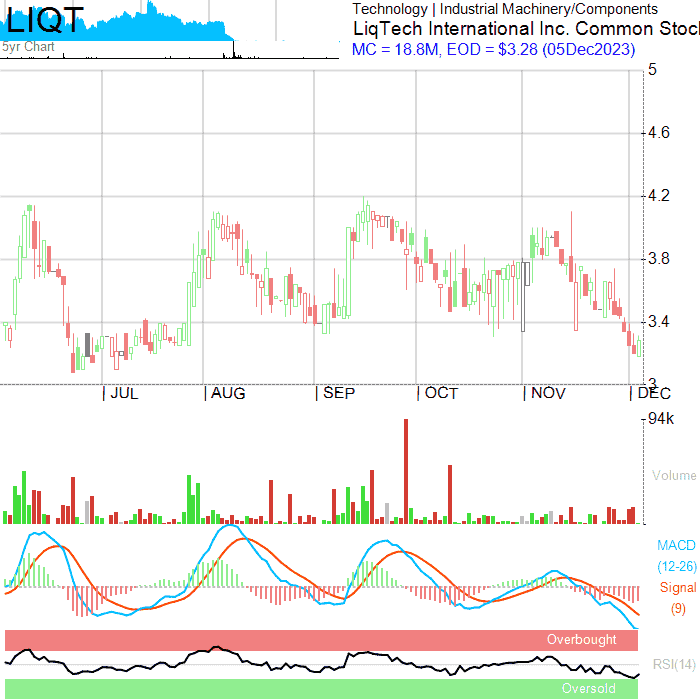 LIQT
5yr Chart
Technology | Industrial Machinery/Components
LiqTech International Inc. Common Stoc
MC = 18.8M, EOD = $3.28 (05Dec2023)
5
4.6
4.2
3.8
3.4
3
JUL
AUG
SEP
OCT
NOV
DEC
94k
Volume
MACD
(12-26)
Signal
(9)
Overbought
RSI(14)
Oversold